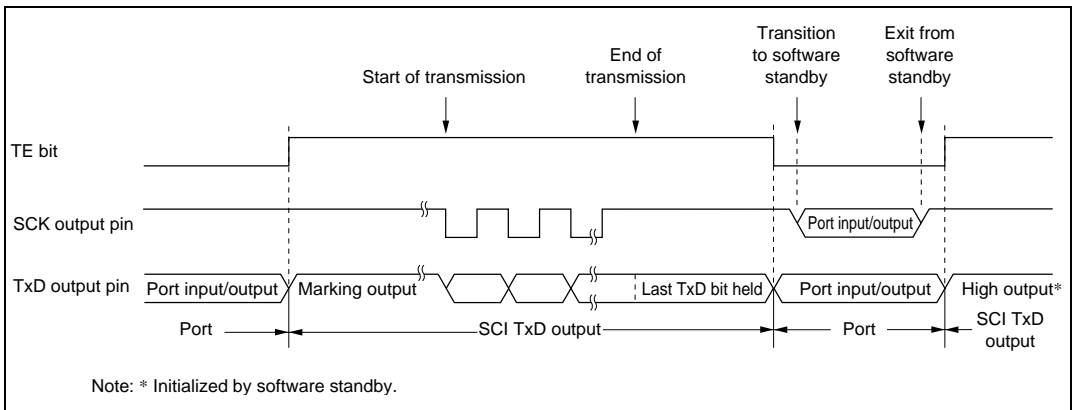 Transition
to software
standby
Exit from
software
standby
End of
transmission
Start of transmission
TE bit
SCK output pin
Port input/output
TxD output pin
Port input/output
Marking output
Last TxD bit held
Port input/output
High output*
Port
SCI TxD output
Port
SCI TxD
output
Note: * Initialized by software standby.